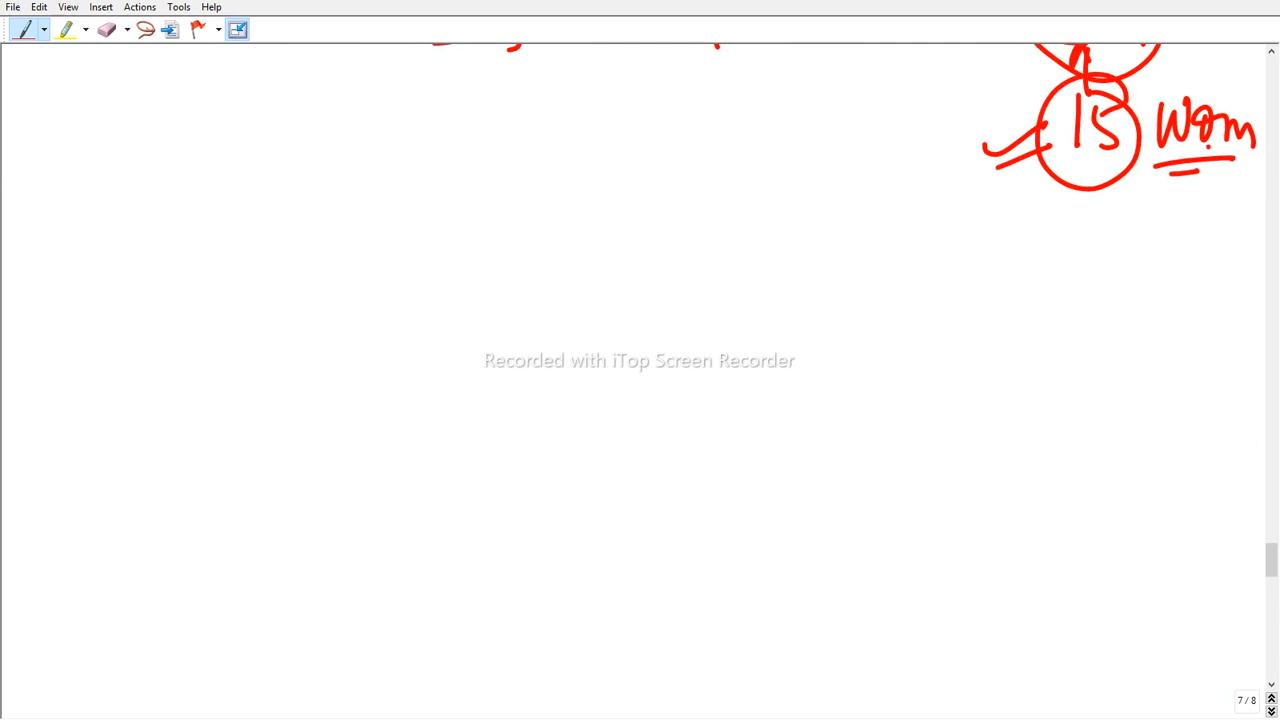 File Edit View Insert Actions Tools Help
15
Recorded with iTop Screen Recorder
7 / 8